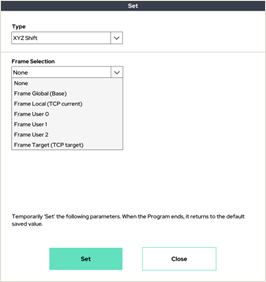 Set
Type
XYZ Shift
Frame Selection
None
None
Frame Global (Base)
Frame Local (TCP current)
Frame User 0
Frame User 1
Frame User 2
Frame Target (TCP target)
Temporarily 'Set' the following parameters. When the Program ends, it returns to the default
saved value.
Set
Close